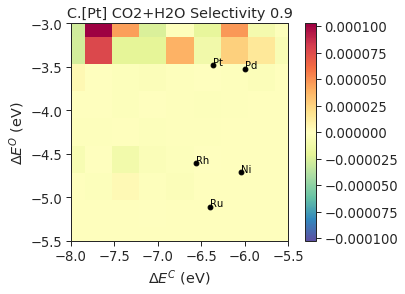 C.[Pt] CO2+H2O Selectivity 0.9
−3.0
−3.5
−4.0
−4.5
−5.0
−5.5
ΔE^O (eV)
Pt
Pd
Rh
Ni
Ru
−8.0 −7.5 −7.0 −6.5 −6.0 −5.5
ΔE^C (eV)
0.000100
0.000075
0.000050
0.000025
0.000000
−0.000025
−0.000050
−0.000075
−0.000100